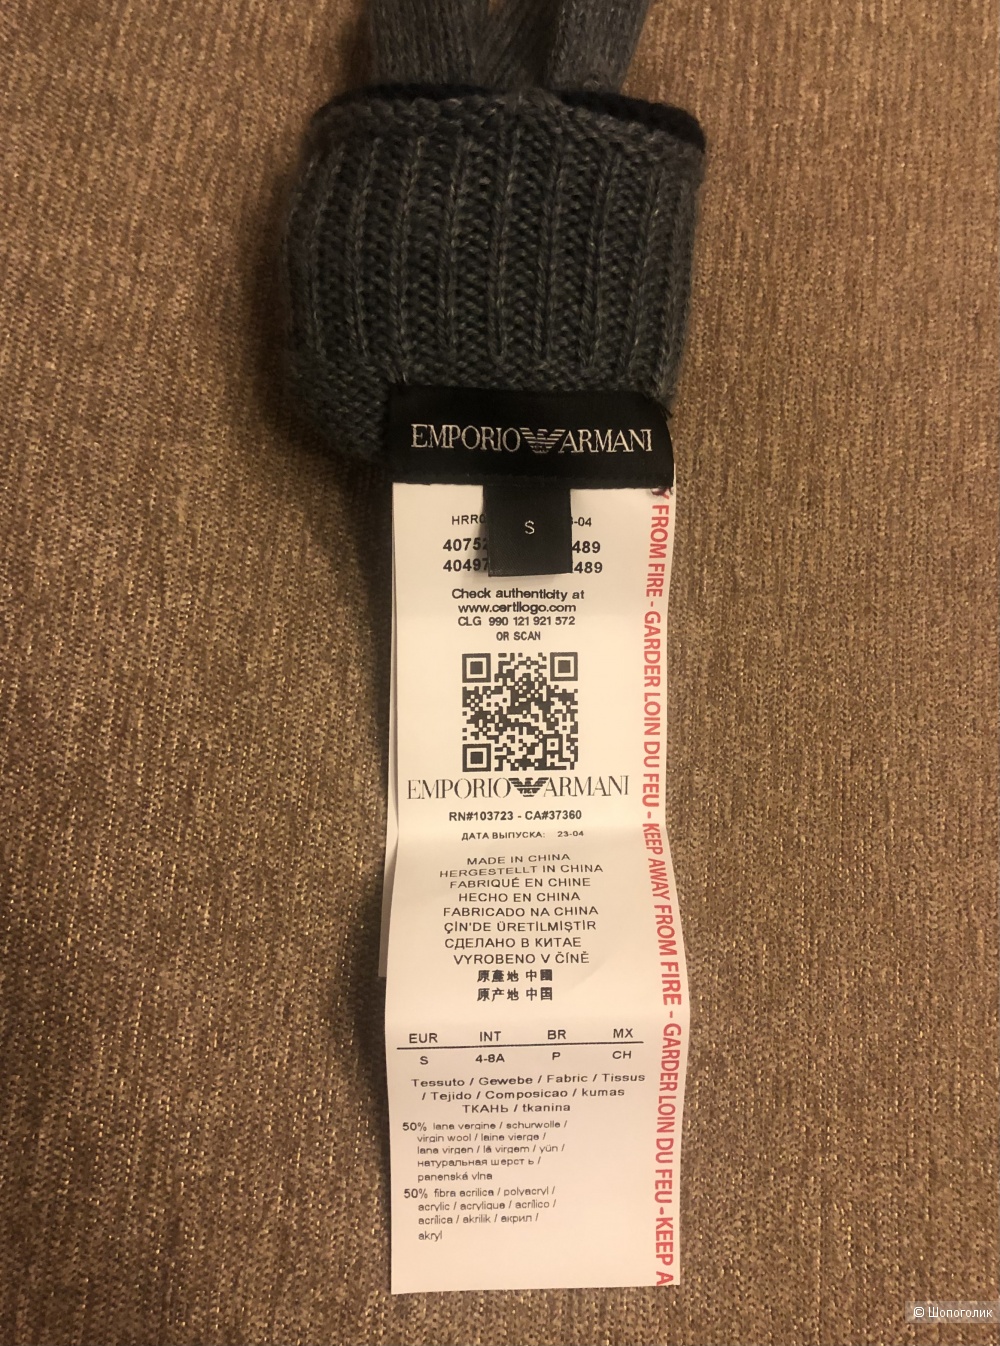 EMPORIO ARMANI
S
-04
4075 489
4049 489
Check authenticity at
www.certilogo.com
CLG 990 121 921 572
OR SCAN
EMPORIO ARMANI
RN#103723 - CA#37360
ДАТА ВЫПУСКА: 23-04
MADE IN CHINA
HERGESTELLT IN CHINA
FABRIQUÉ EN CHINE
HECHO EN CHINA
FABRICADO NA CHINA
ÇİN'DE ÜRETİLMİŞTİR
СДЕЛАНО В КИТАЕ
VYROBENO V ČÍNĚ
原產地 中國
原产地 中国
EUR INT BR MX
S 4-8A P CH
Tessuto / Gewebe / Fabric / Tissus
/ Tejido / Composicao / kumas
ТКАНЬ / tkanina
50% lana vergine / schurwolle /
virgin wool / laine vierge /
lana virgen / lã virgem / yün /
натуральная шерсть /
panenská vlna
50% fibra acrilica / polyacryl /
acrylic / acrylique / acrílico /
acrílica / akrilik / акрил /
akryl
Y FROM FIRE - GARDER LOIN DU FEU - KEEP AWAY FROM FIRE - GARDER LOIN DU FEU - KEEP A
© Шопоголик